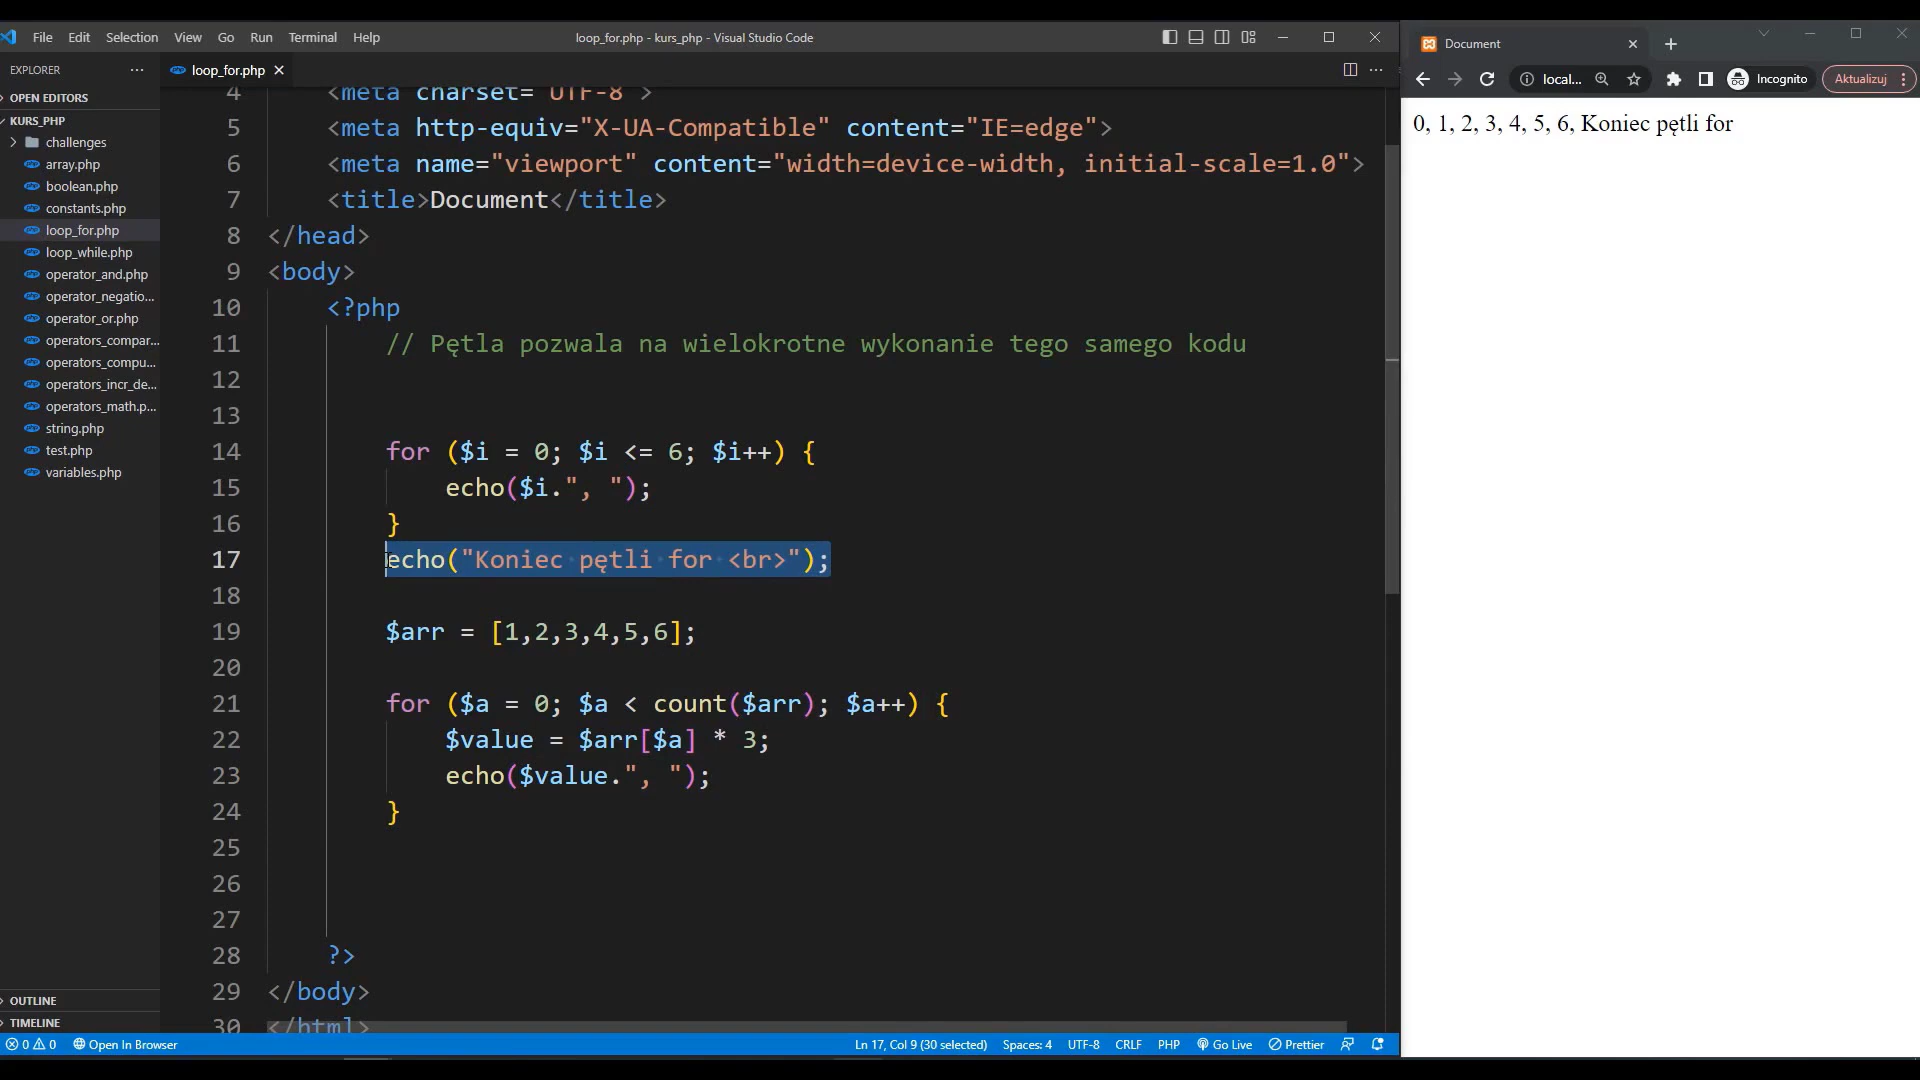 File Edit Selection View Go Run Terminal Help
loop_for.php - kurs_php - Visual Studio Code
EXPLORER
OPEN EDITORS
KURS_PHP
challenges
array.php
boolean.php
constants.php
loop_for.php
loop_while.php
operator_and.php
operator_negatio...
operator_or.php
operators_compar...
operators_compu...
operators_incr_de...
operators_math.p...
string.php
test.php
variables.php
OUTLINE
TIMELINE
loop_for.php
4 <meta charset="UTF-8">
5 <meta http-equiv="X-UA-Compatible" content="IE=edge">
6 <meta name="viewport" content="width=device-width, initial-scale=1.0">
7 <title>Document</title>
8 </head>
9 <body>
10 <?php
11 // Pętla pozwala na wielokrotne wykonanie tego samego kodu
12
13
14 for ($i = 0; $i <= 6; $i++) {
15 echo($i.", ");
16 }
17 echo("Koniec pętli for <br>");
18
19 $arr = [1,2,3,4,5,6];
20
21 for ($a = 0; $a < count($arr); $a++) {
22 $value = $arr[$a] * 3;
23 echo($value.", ");
24 }
25
26
27
28 ?>
29 </body>
30 </html>
0 0 Open In Browser
Ln 17, Col 9 (30 selected) Spaces: 4 UTF-8 CRLF PHP Go Live Prettier
Document
local... Incognito Aktualizuj
0, 1, 2, 3, 4, 5, 6, Koniec pętli for